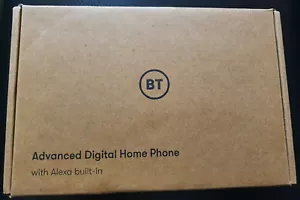 BT
Advanced Digital Home Phone
with Alexa built-in